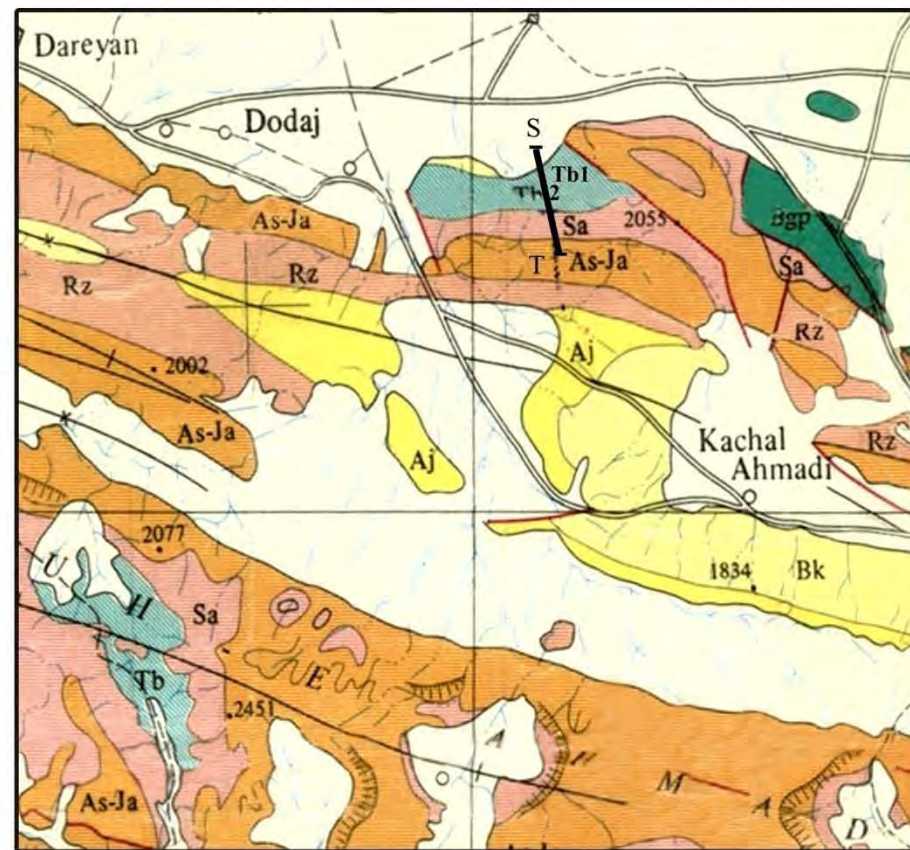 Dareyan
Dodaj
S
Tb1
2
As-Ja
Sa
2055
Bgp
T
As-Ja
Sa
Rz
Rz
Rz
Aj
2002
As-Ja
Aj
Kachal
Ahmadi
Rz
2077
1834
Bk
U
H
Sa
Tb
E
2451
A
M
A
As-Ja
D